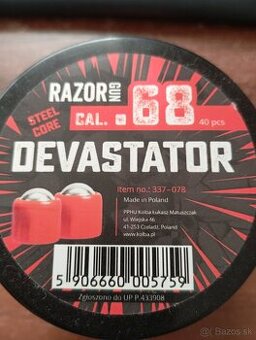 RAZOR GUN
STEEL CORE
CAL. .68
40 pcs
DEVASTATOR
item no.: 337-078
Made in Poland
PPHU Kolba Łukasz Matuszczak
ul. Wiejska 46
41-253 Czeladź, Poland
www.kolba.pl
5 906660 005759
Zgłoszono do UP P.433908
Bazos.sk